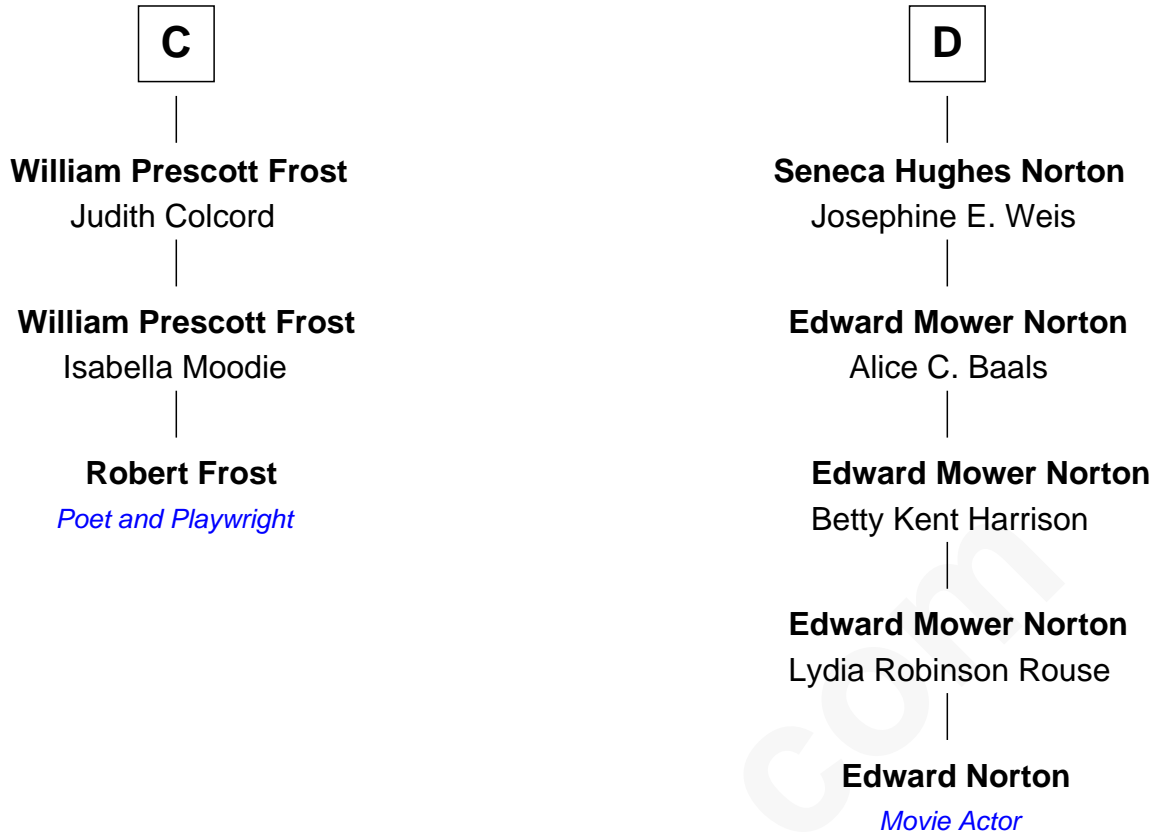 C
William Prescott Frost
Judith Colcord
William Prescott Frost
Isabella Moodie
Robert Frost
Poet and Playwright
D
Seneca Hughes Norton
Josephine E. Weis
Edward Mower Norton
Alice C. Baals
Edward Mower Norton
Betty Kent Harrison
Edward Mower Norton
Lydia Robinson Rouse
Edward Norton
Movie Actor
com